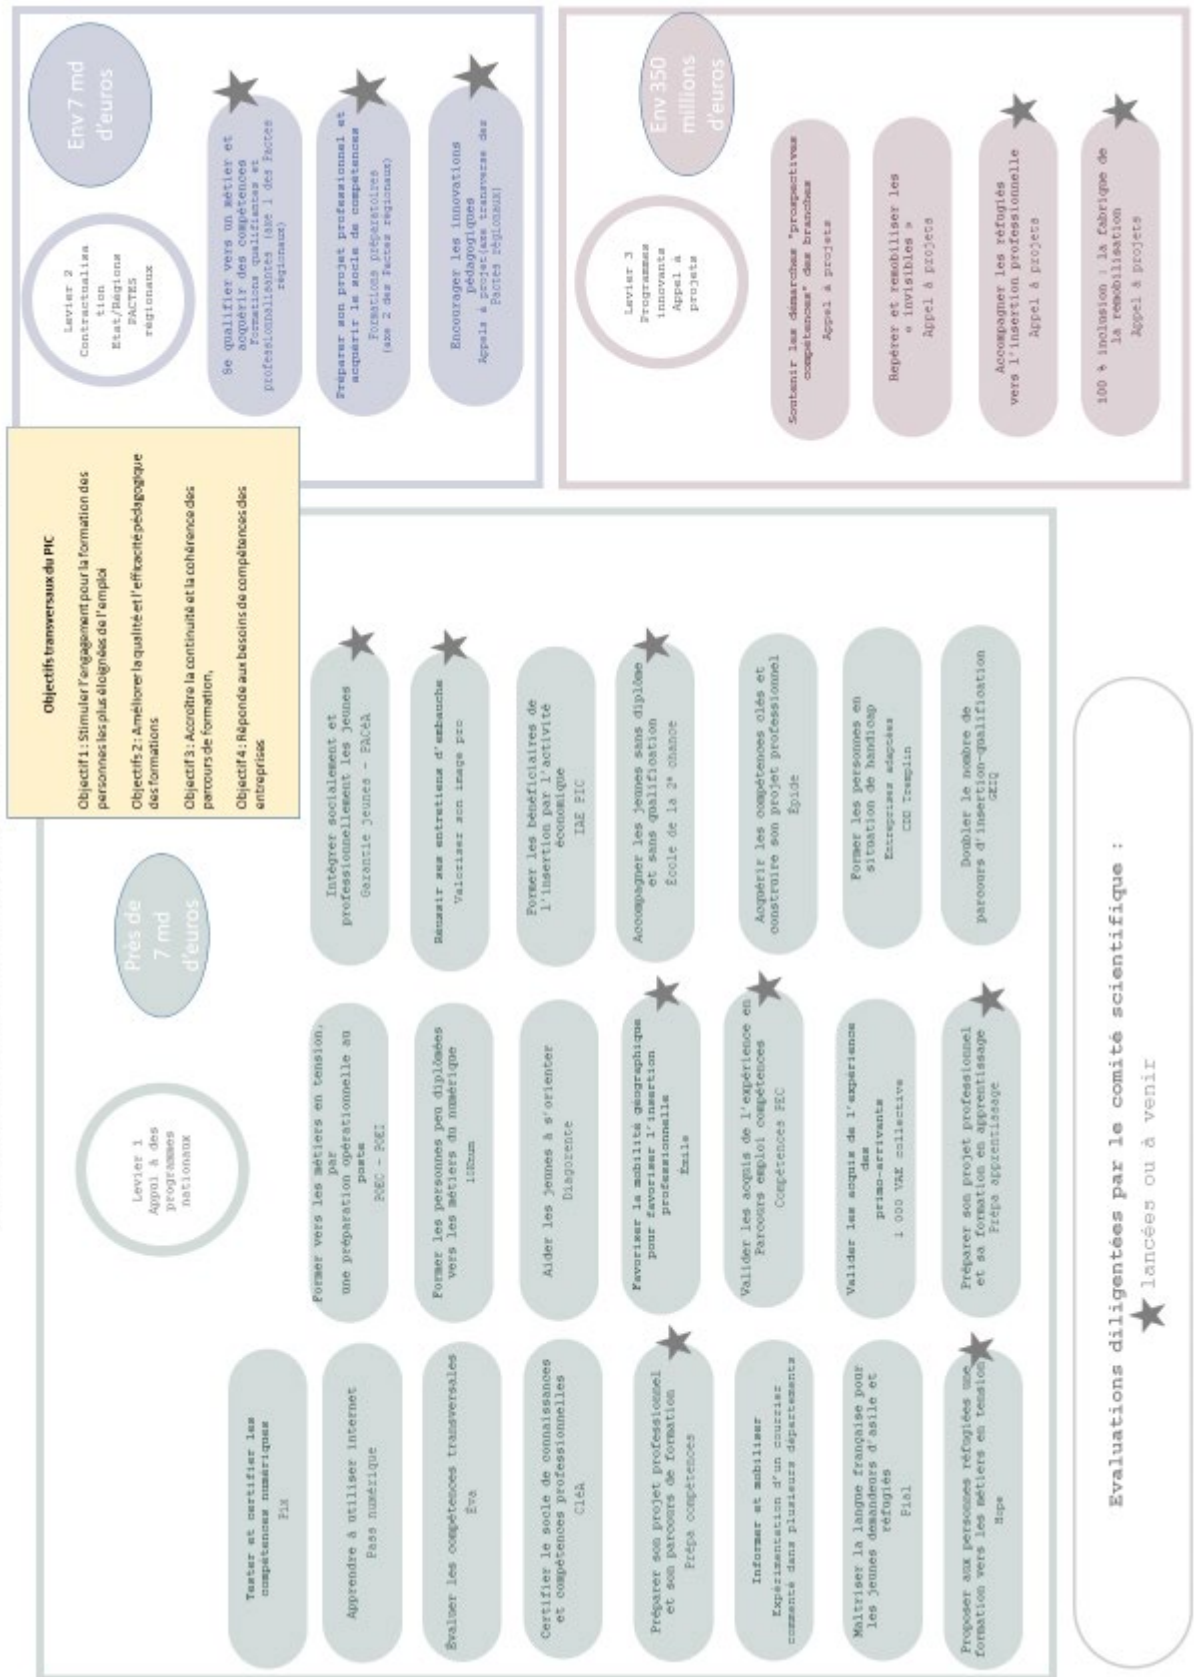 Objectifs transversaux du PIC
Objectif 1 : Stimuler l'engagement pour la formation des
personnes les plus éloignées de l'emploi
Objectifs 2 : Améliorer la qualité et l'efficacité pédagogique
des formations
Objectif 3 : Accroître la continuité et la cohérence des
parcours de formation,
Objectif 4 : Réponde aux besoins de compétences des
entreprises
Levier 1
Appul à des
programmes
nationaux
Près de
7 md
d'euros
Tester et certifier les
compétences numériques
Pix
Apprendre à utiliser internet
Pass numérique
Évaluer les compétences transversales
Éva
Certifier le socle de connaissances
et compétences professionnelles
CléA
Préparer son projet professionnel
et son parcours de formation
Prépa compétences
Informer et mobiliser
Expérimentation d'un courrier
commenté dans plusieurs départements
Maîtriser la langue française pour
les jeunes demandeurs d'asile et
réfugiés
Pial
Proposer aux personnes réfugiées une
formation vers les métiers en tension
Hope
Former vers les métiers en tension,
par
une préparation opérationnelle au
poste
POEC - POEI
Former les personnes peu diplômées
vers les métiers du numérique
10Knum
Aider les jeunes à s'orienter
Diagorente
Favoriser la mobilité géographique
pour favoriser l'insertion
professionnelle
Émile
Valider les acquis de l'expérience en
Parcours emploi compétences
Compétences PEC
Valider les acquis de l'expérience
des
primo-arrivants
1 000 VAE collective
Préparer son projet professionnel
et sa formation en apprentissage
Prépa apprentissage
Intégrer socialement et
professionnellement les jeunes
Garantie jeunes - PACéA
Réussir ses entretiens d'embauche
Valoriser son image pro
Former les bénéficiaires de
l'insertion par l'activité
économique
IAE PIC
Accompagner les jeunes sans diplôme
et sans qualification
École de la 2e chance
Acquérir les compétences clés et
construire son projet professionnel
Épide
Former les personnes en
situation de handicap
Entreprises adaptées
CDD Tremplin
Doubler le nombre de
parcours d'insertion-qualification
GEIQ
Levier 2
Contractualisa
tion
Etat/Régions
PACTES
régionaux
Env 7 md
d'euros
Se qualifier vers un métier et
acquérir des compétences
Formations qualifiantes et
professionnalisantes (axe 1 des Pactes
régionaux)
Préparer son projet professionnel et
acquérir le socle de compétences
Formations préparatoires
(axe 2 des Pactes régionaux)
Encourager les innovations
pédagogiques
Appels à projet(axe transverse des
Pactes régionaux)
Levier 3
Programmes
innovants
Appel à
projets
Env 350
millions
d'euros
Soutenir les démarches "prospectives
compétences" des branches
Appel à projets
Repérer et remobiliser les
« invisibles »
Appel à projets
Accompagner les réfugiés
vers l'insertion professionnelle
Appel à projets
100 % inclusion : la fabrique de
la remobilisation
Appel à projets
Evaluations diligentées par le comité scientifique :
★ lancées ou à venir